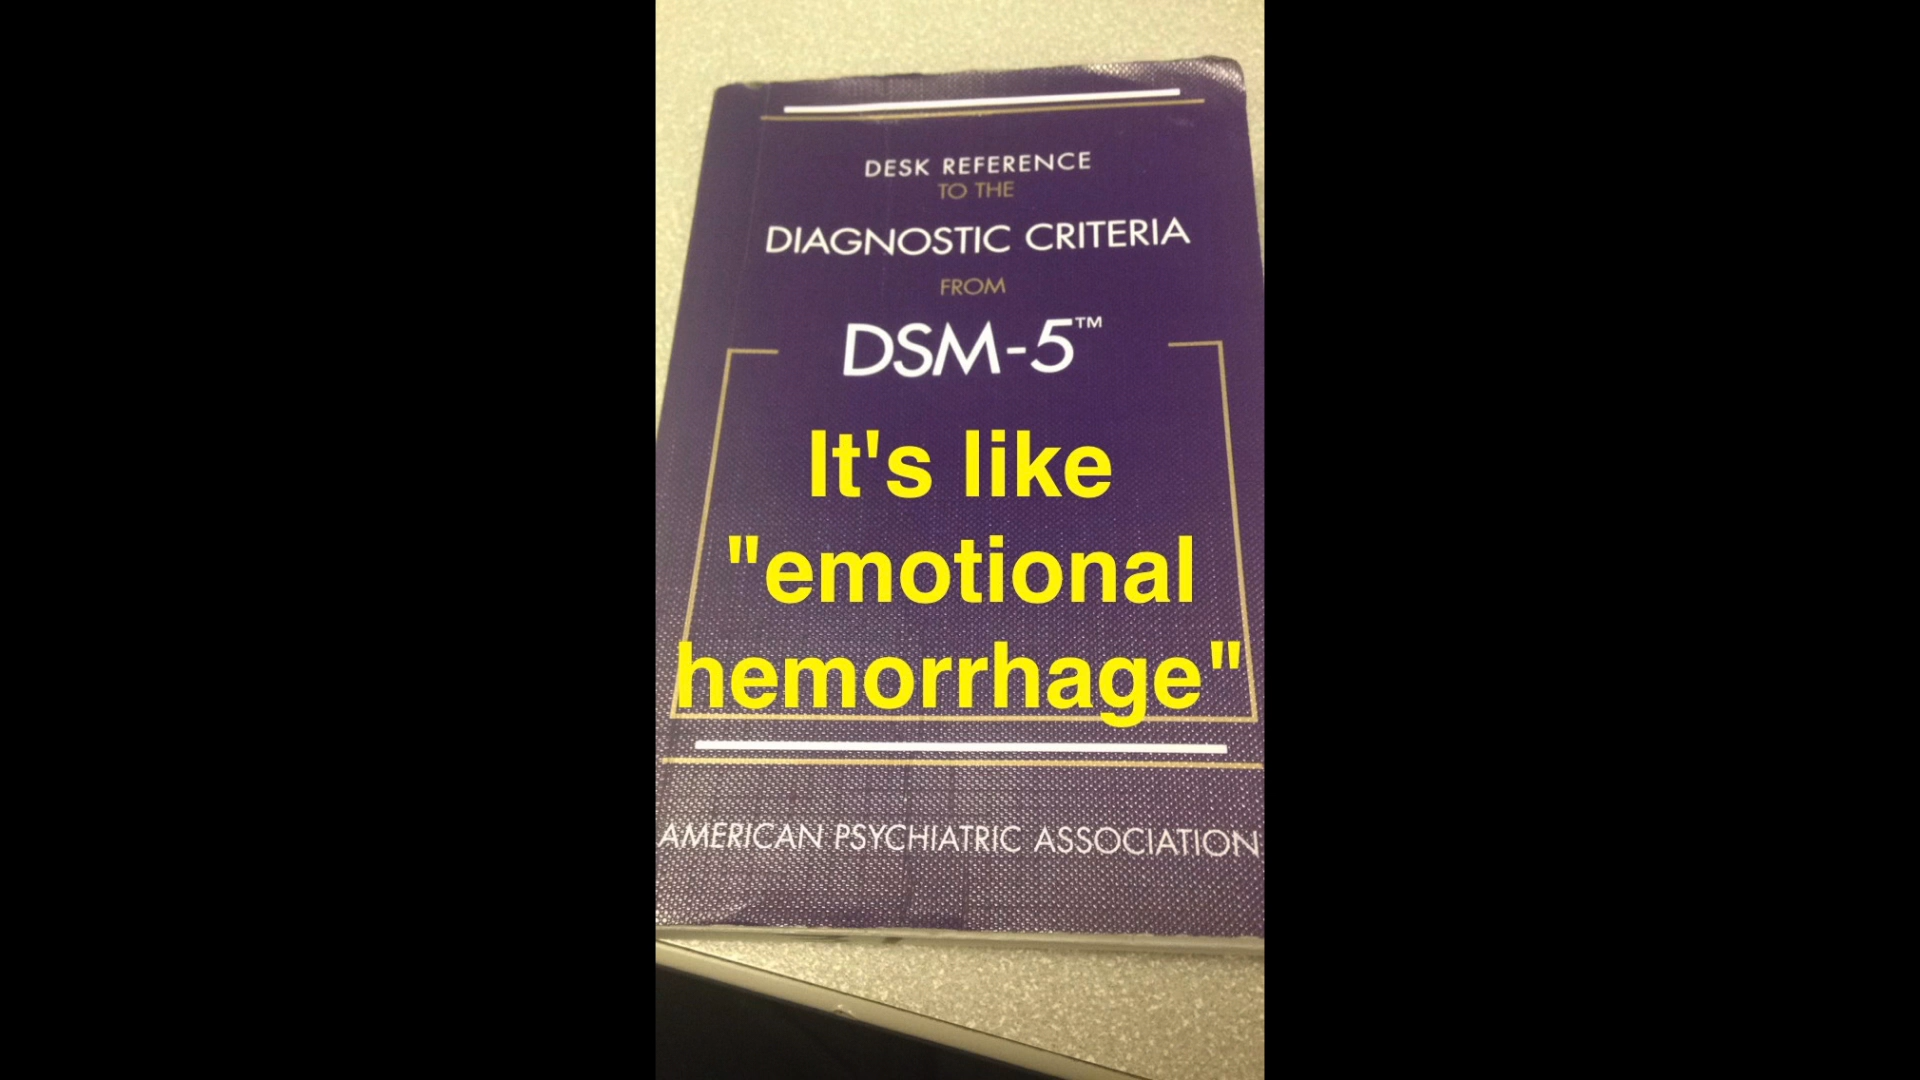 DESK REFERENCE
TO THE
DIAGNOSTIC CRITERIA
FROM
DSM-5™
It's like
"emotional
hemorrhage"
AMERICAN PSYCHIATRIC ASSOCIATION